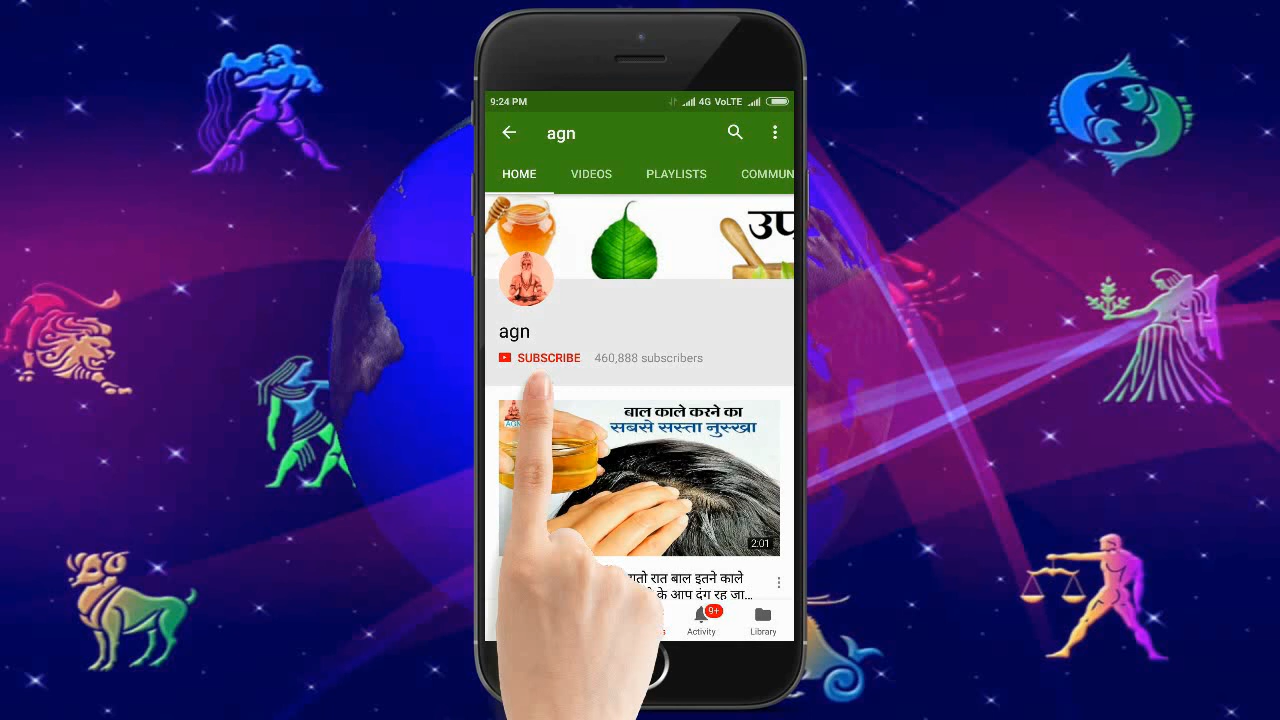 9:24 PM 4G VoLTE
agn
HOME VIDEOS PLAYLISTS COMMUN
agn
SUBSCRIBE 460,888 subscribers
बाल काले करने का
सबसे सस्ता नुस्खा
AGN
2:01
रातो रात बाल इतने काले
के आप दंग रह जा...
9+
Activity Library